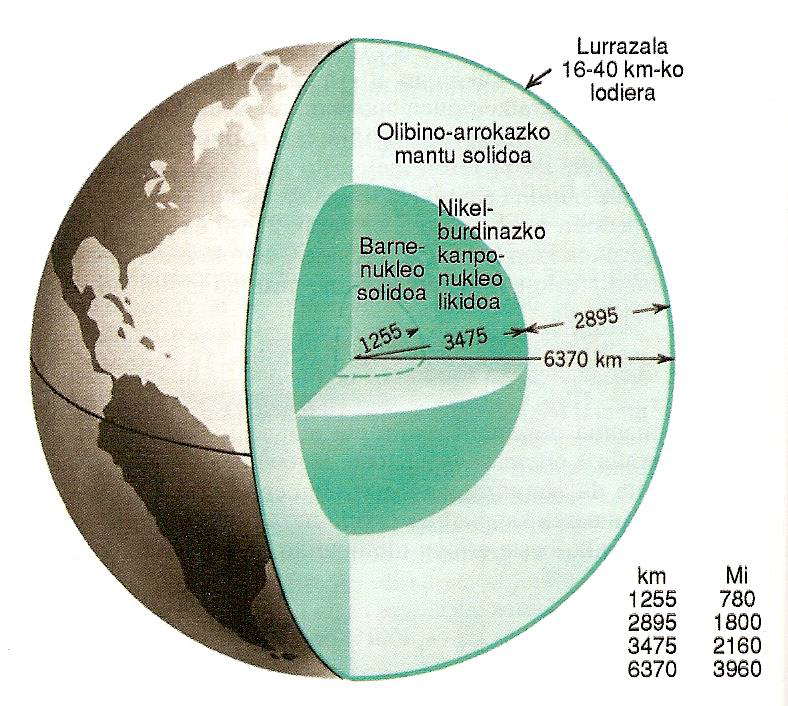 Lurrazala
16-40 km-ko
lodiera
Olibino-arrokazko
mantu solidoa
Nikel-
burdinazko
kanpo-
nukleo
likidoa
Barne-
nukleo
solidoa
1255
3475
2895
6370 km
km Mi
1255 780
2895 1800
3475 2160
6370 3960